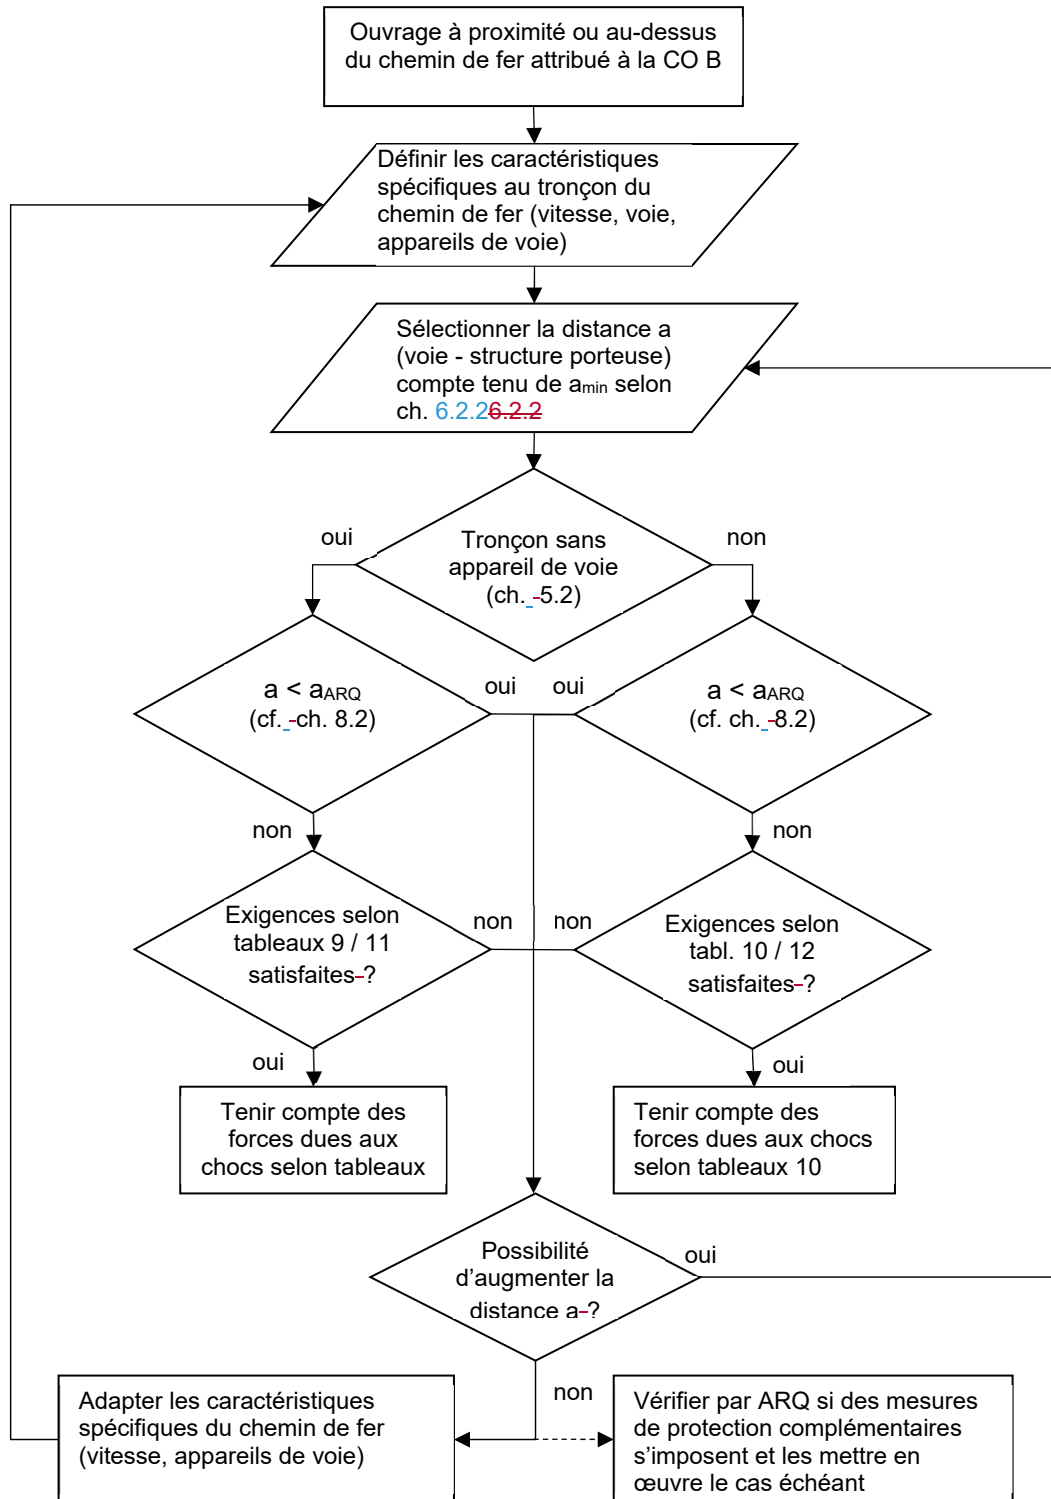 Ouvrage à proximité ou au-dessus
du chemin de fer attribué à la CO B
Définir les caractéristiques
spécifiques au tronçon du
chemin de fer (vitesse, voie,
appareils de voie)
Sélectionner la distance a
(voie - structure porteuse)
compte tenu de amin selon
ch. 6.2.26.2.2
oui
Tronçon sans
appareil de voie
(ch. -5.2)
non
a < aARQ
(cf. -ch. 8.2)
oui
oui
a < aARQ
(cf. ch. -8.2)
non
non
Exigences selon
tableaux 9 / 11
satisfaites-?
non
non
Exigences selon
tabl. 10 / 12
satisfaites-?
oui
oui
Tenir compte des
forces dues aux
chocs selon tableaux
Tenir compte des
forces dues aux chocs
selon tableaux 10
Possibilité
d'augmenter la
distance a-?
oui
non
Adapter les caractéristiques
spécifiques du chemin de fer
(vitesse, appareils de voie)
Vérifier par ARQ si des mesures
de protection complémentaires
s'imposent et les mettre en
œuvre le cas échéant